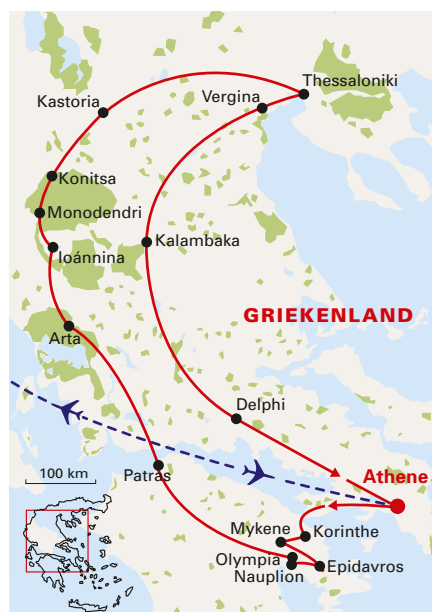 Thessaloniki
Vergina
Kastoria
Konitsa
Monodendri
Ioánnina
Kalambaka
GRIEKENLAND
Arta
Delphi
100 km
Patras
Athene
Mykene
Korinthe
Olympia
Nauplion
Epidavros